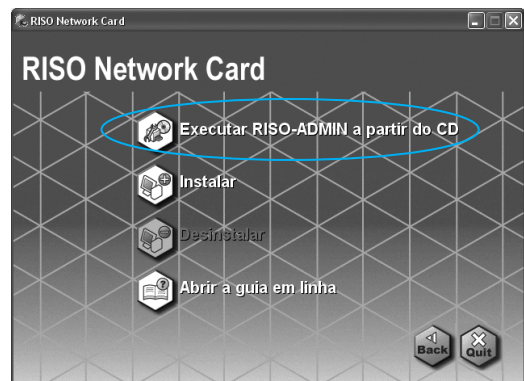 RISO Network Card
RISO Network Card
Executar RISO-ADMIN a partir do CD
Instalar
Desinstalar
Abrir a guia em linha
Back
Quit